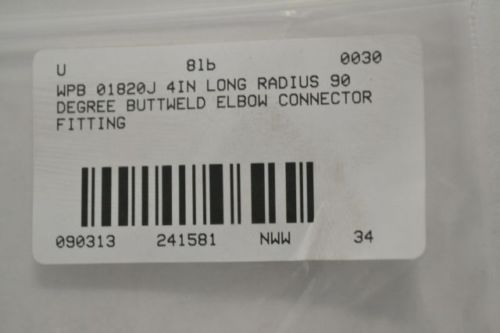 U 8lb 0030
WPB 01820J 4IN LONG RADIUS 90
DEGREE BUTTWELD ELBOW CONNECTOR
FITTING
090313 241581 NWW 34